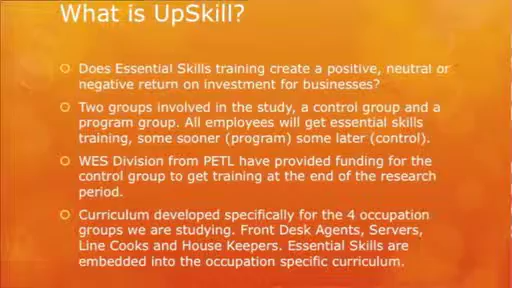 What is UpSkill?
Does Essential Skills training create a positive, neutral or
negative return on investment for businesses?
Two groups involved in the study, a control group and a
program group. All employees will get essential skills
training, some sooner (program) some later (control).
WES Division from PETL have provided funding for the
control group to get training at the end of the research
period.
Curriculum developed specifically for the 4 occupation
groups we are studying. Front Desk Agents, Servers,
Line Cooks and House Keepers. Essential Skills are
embedded into the occupation specific curriculum.